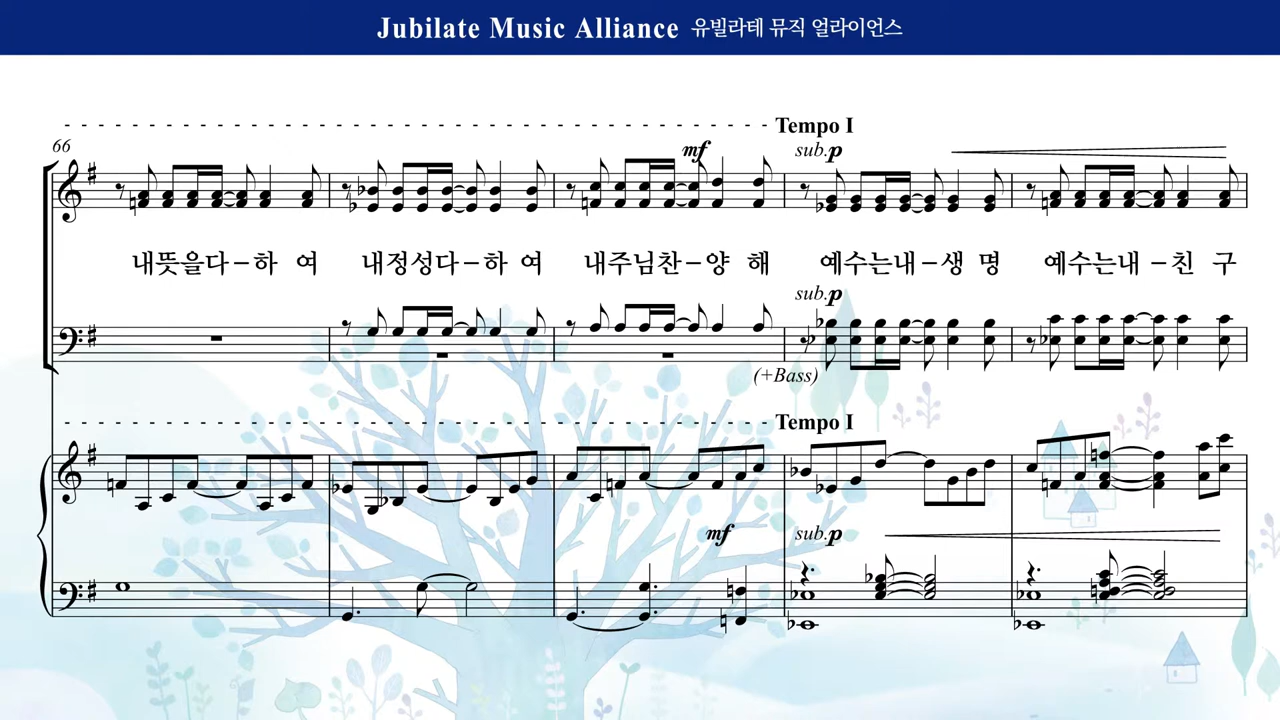 Jubilate Music Alliance 유빌라테 뮤직 얼라이언스
Tempo I
66
mf
sub.p
내뜻을다–하 여 내정성다–하 여 내주님찬–양 해 예수는내–생 명 예수는내–친 구
sub.p
(+Bass)
Tempo I
mf
sub.p